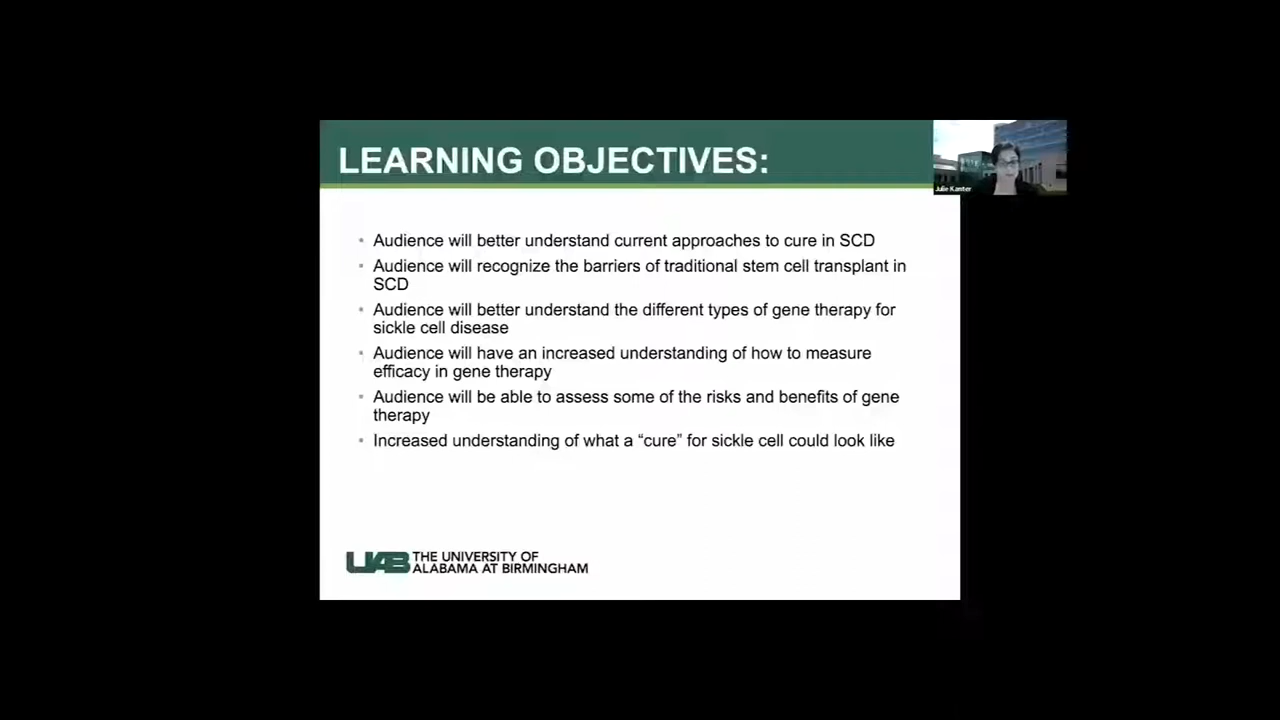 LEARNING OBJECTIVES:
Julie Kanter
• Audience will better understand current approaches to cure in SCD
• Audience will recognize the barriers of traditional stem cell transplant in
SCD
• Audience will better understand the different types of gene therapy for
sickle cell disease
• Audience will have an increased understanding of how to measure
efficacy in gene therapy
• Audience will be able to assess some of the risks and benefits of gene
therapy
• Increased understanding of what a “cure” for sickle cell could look like
UAB THE UNIVERSITY OF
ALABAMA AT BIRMINGHAM